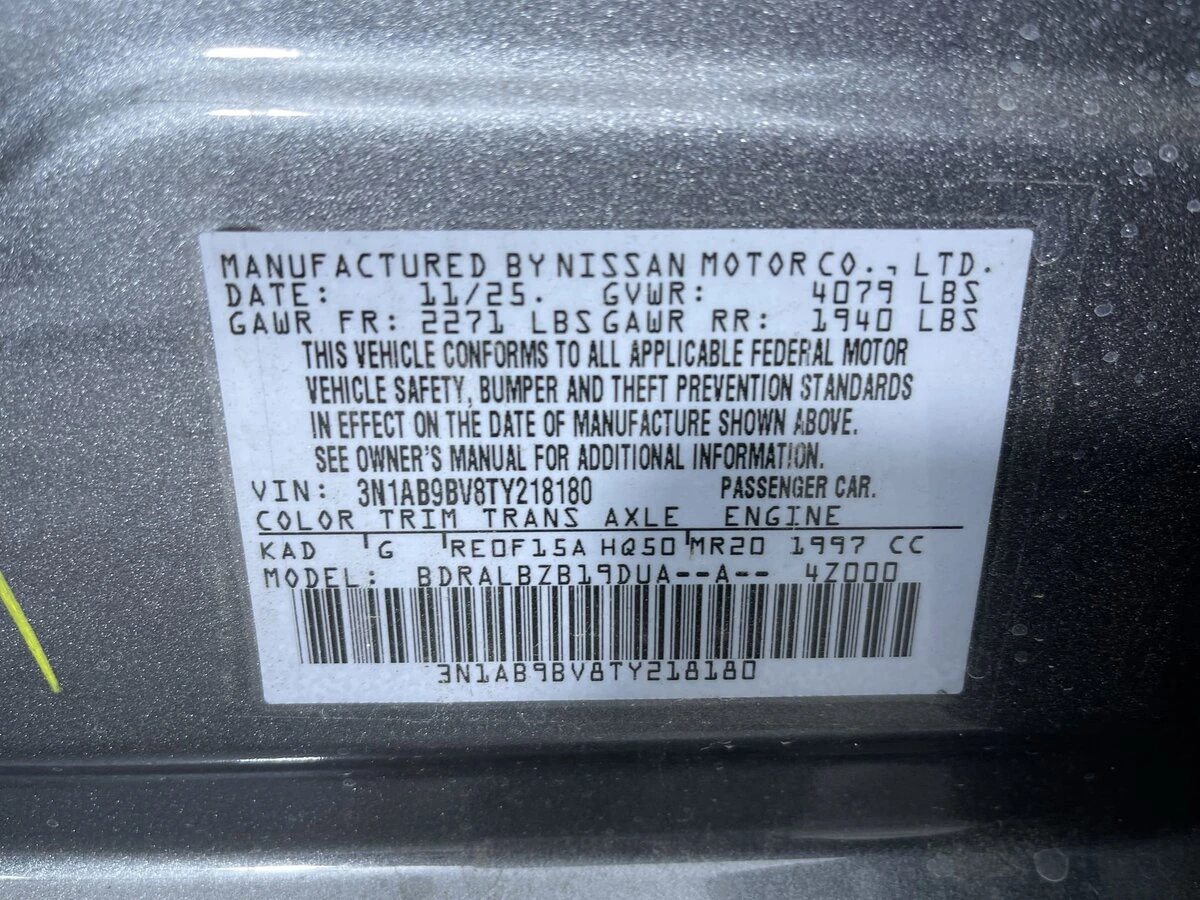 MANUFACTURED BY NISSAN MOTOR CO., LTD.
DATE: 11/25. GVWR: 4079 LBS
GAWR FR: 2271 LBS GAWR RR: 1940 LBS
THIS VEHICLE CONFORMS TO ALL APPLICABLE FEDERAL MOTOR
VEHICLE SAFETY, BUMPER AND THEFT PREVENTION STANDARDS
IN EFFECT ON THE DATE OF MANUFACTURE SHOWN ABOVE.
SEE OWNER'S MANUAL FOR ADDITIONAL INFORMATION.
VIN: 3N1AB9BV8TY218180 PASSENGER CAR.
COLOR TRIM TRANS AXLE ENGINE
KAD G RE0F15A HQ50 MR20 1997 CC
MODEL: BDRALBZB19DUA--A-- 4Z000
3N1AB9BV8TY218180